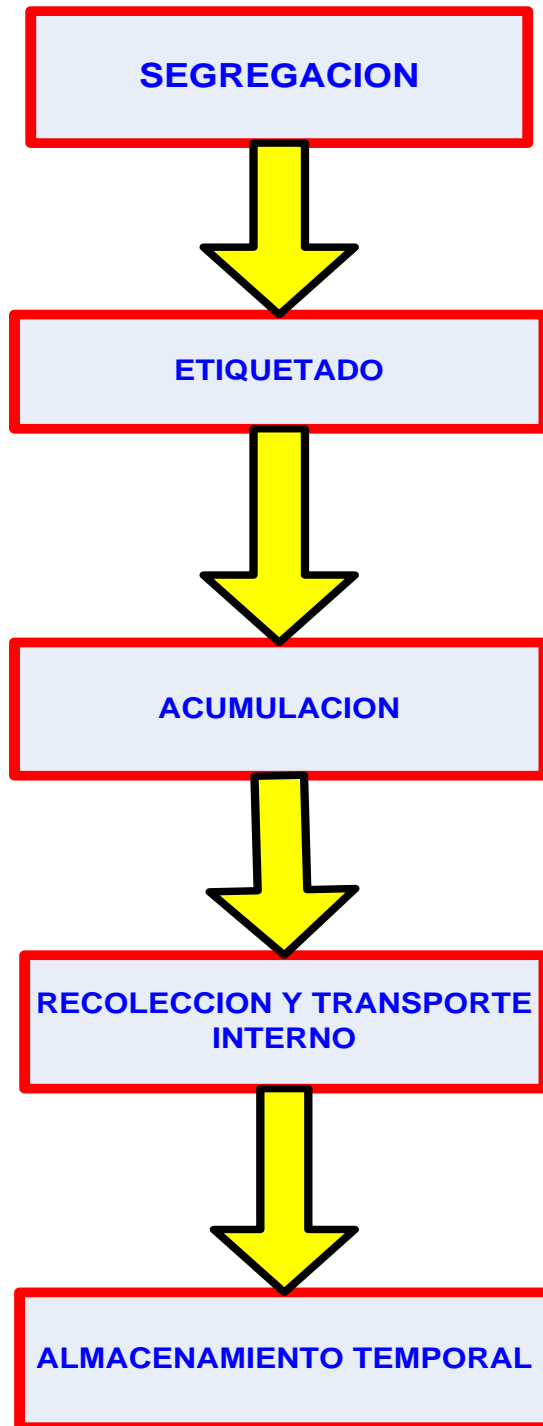 SEGREGACION
ETIQUETADO
ACUMULACION
RECOLECCION Y TRANSPORTE
INTERNO
ALMACENAMIENTO TEMPORAL